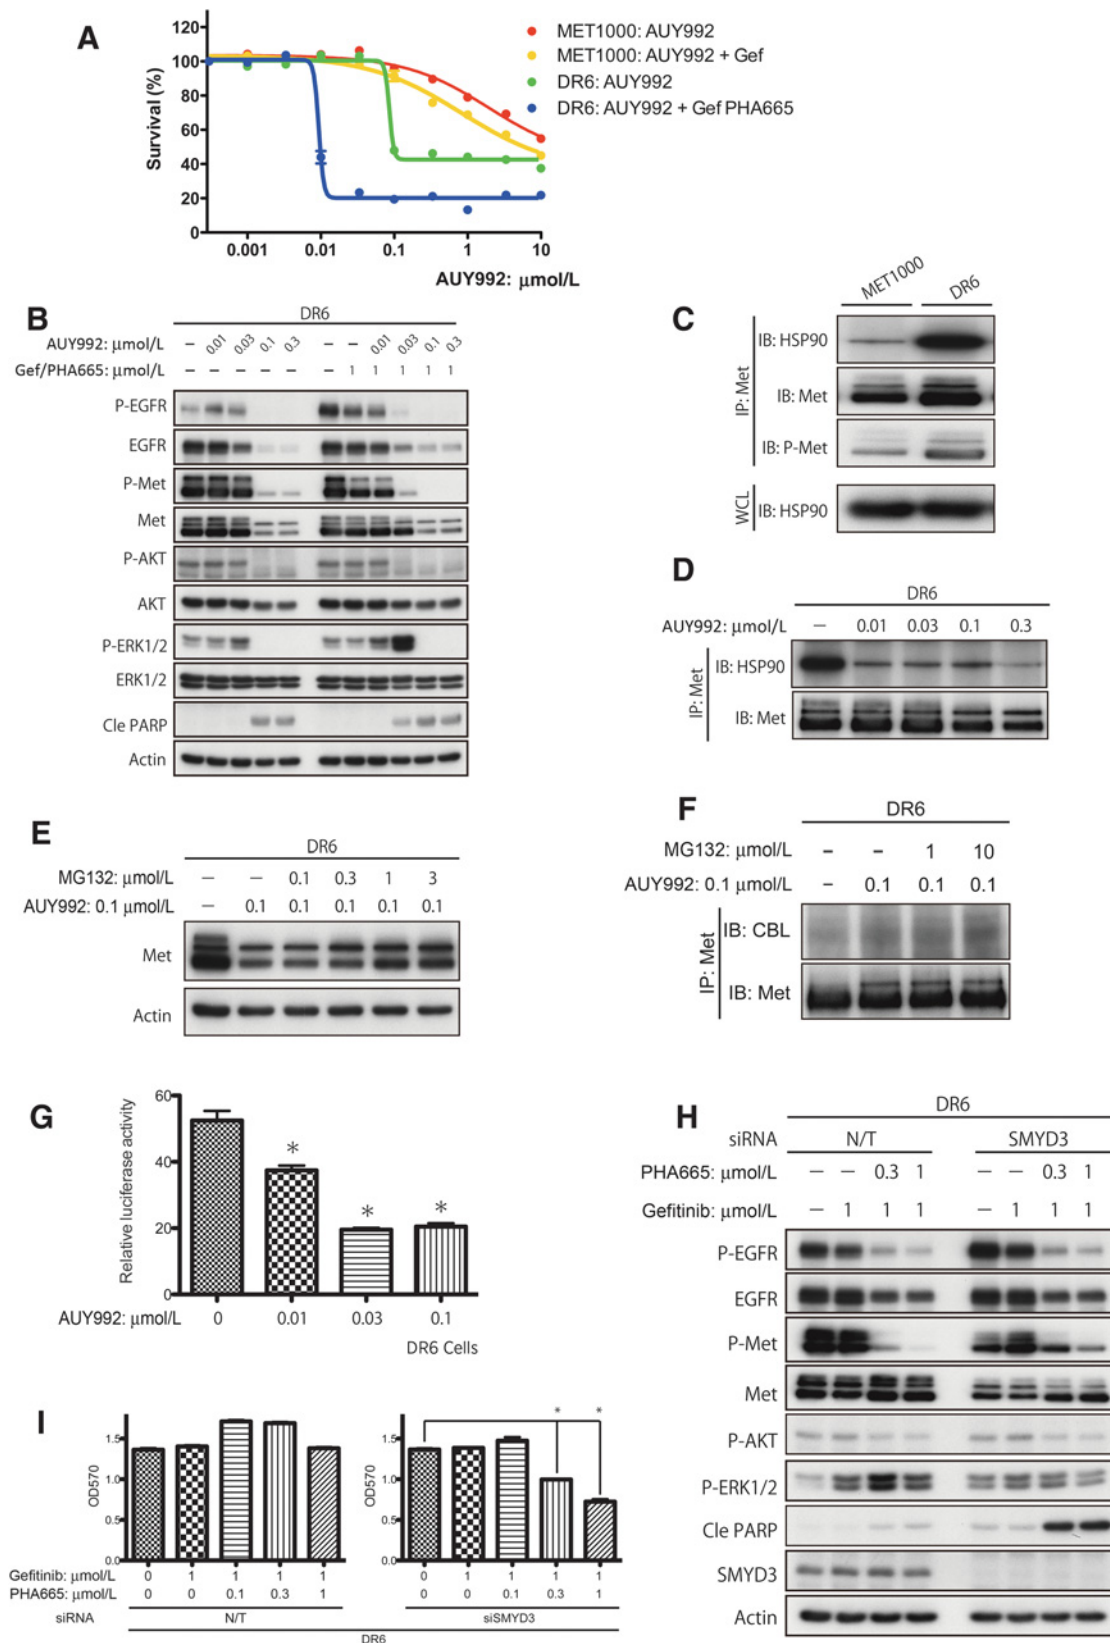 A
Survival (%)
120
100
80
60
40
20
0
0.001 0.01 0.1 1 10
AUY992: μmol/L
MET1000: AUY992
MET1000: AUY992 + Gef
DR6: AUY992
DR6: AUY992 + Gef PHA665
B
DR6
AUY992: μmol/L – 0.01 0.03 0.1 0.3 – – 0.01 0.03 0.1 0.3
Gef/PHA665: μmol/L – – – – – – 1 1 1 1 1
P-EGFR
EGFR
P-Met
Met
P-AKT
AKT
P-ERK1/2
ERK1/2
Cle PARP
Actin
C
MET1000 DR6
IP: Met
IB: HSP90
IB: Met
IB: P-Met
WCL
IB: HSP90
D
DR6
AUY992: μmol/L – 0.01 0.03 0.1 0.3
IP: Met
IB: HSP90
IB: Met
E
DR6
MG132: μmol/L – – 0.1 0.3 1 3
AUY992: 0.1 μmol/L – 0.1 0.1 0.1 0.1 0.1
Met
Actin
F
DR6
MG132: μmol/L – – 1 10
AUY992: 0.1 μmol/L – 0.1 0.1 0.1
IP: Met
IB: CBL
IB: Met
G
Relative luciferase activity
60
40
20
0
* * *
AUY992: μmol/L 0 0.01 0.03 0.1
DR6 Cells
H
DR6
siRNA N/T SMYD3
PHA665: μmol/L – – 0.3 1 – – 0.3 1
Gefitinib: μmol/L – 1 1 1 – 1 1 1
P-EGFR
EGFR
P-Met
Met
P-AKT
P-ERK1/2
Cle PARP
SMYD3
Actin
I
OD570
1.5
1.0
0.5
0.0
OD570
1.5
1.0
0.5
0.0
* *
Gefitinib: μmol/L 0 1 1 1 1 0 1 1 1 1
PHA665: μmol/L 0 0 0.1 0.3 1 0 0 0.1 0.3 1
siRNA N/T siSMYD3
DR6